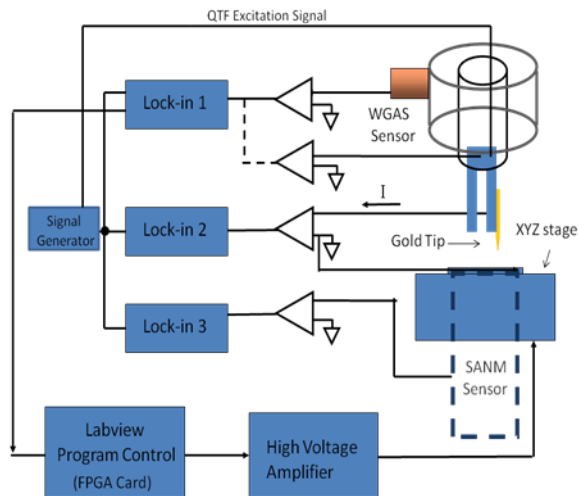 QTF Excitation Signal
Lock-in 1
WGAS
Sensor
I
Signal
Generator
Lock-in 2
Gold Tip
XYZ stage
Lock-in 3
SANM
Sensor
Labview
Program Control
(FPGA Card)
High Voltage
Amplifier